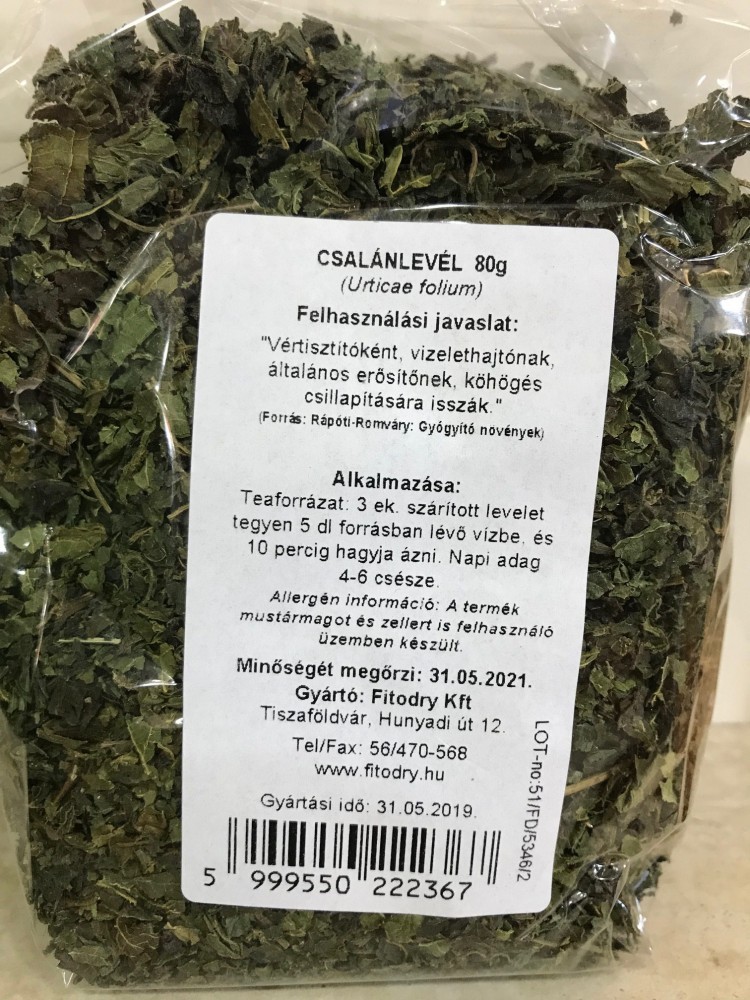 CSALÁNLEVÉL 80g
(Urticae folium)
Felhasználási javaslat:
"Vértisztítóként, vizelethajtónak,
általános erősítőnek, köhögés
csillapítására isszák."
(Forrás: Rápóti-Romváry: Gyógyító növények)
Alkalmazása:
Teaforrázat: 3 ek. szárított levelet
tegyen 5 dl forrásban lévő vízbe, és
10 percig hagyja ázni. Napi adag
4-6 csésze.
Allergén információ: A termék
mustármagot és zellert is felhasználó
üzemben készült.
Minőségét megőrzi: 31.05.2021.
Gyártó: Fitodry Kft
Tiszaföldvár, Hunyadi út 12.
Tel/Fax: 56/470-568
www.fitodry.hu
Gyártási idő: 31.05.2019.
LOT-no:51/FD/5346/2
5 999550 222367